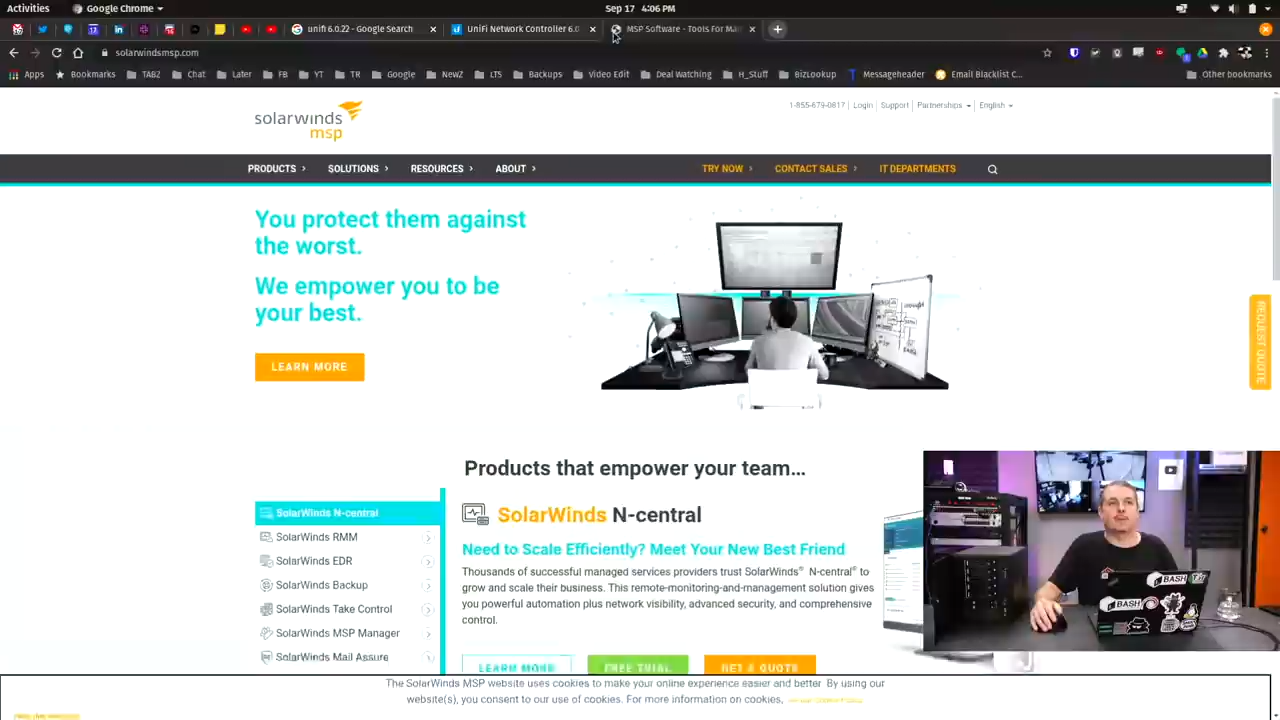 Activities
Google Chrome
Sep 17 4:06 PM
unifi 6.0.22 - Google Search
UniFi Network Controller 6.0
MSP Software - Tools For Man
solarwindsmsp.com
Apps
Bookmarks
TABZ
Chat
Later
FB
YT
TR
Google
NewZ
LTS
Backups
Video Edit
Deal Watching
H_Stuff
BizLookup
Messageheader
Email Blacklist C...
Other bookmarks
solarwinds
msp
1-855-679-0817
Login
Support
Partnerships
English
PRODUCTS
SOLUTIONS
RESOURCES
ABOUT
TRY NOW
CONTACT SALES
IT DEPARTMENTS
You protect them against
the worst.
We empower you to be
your best.
LEARN MORE
REQUEST QUOTE
Products that empower your team...
SolarWinds N-central
SolarWinds RMM
SolarWinds EDR
SolarWinds Backup
SolarWinds Take Control
SolarWinds MSP Manager
SolarWinds Mail Assure
SolarWinds N-central
Need to Scale Efficiently? Meet Your New Best Friend
Thousands of successful managed services providers trust SolarWinds® N-central® to
grow and scale their business. This remote-monitoring-and-management solution gives
you powerful automation plus network visibility, advanced security, and comprehensive
control.
LEARN MORE
FREE TRIAL
GET A QUOTE
BASH
BASH
The SolarWinds MSP website uses cookies to make your online experience easier and better. By using our
website(s), you consent to our use of cookies. For more information on cookies,